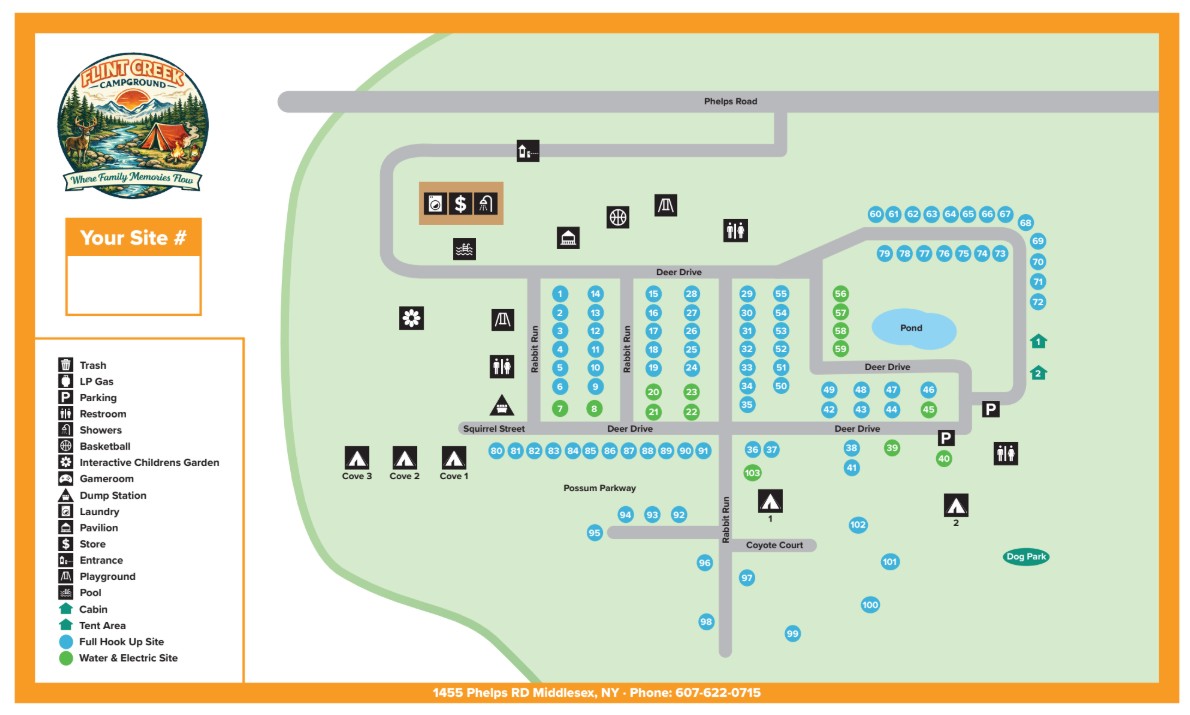 FLINT CREEK
CAMPGROUND
Where Family Memories Flow
Your Site #
Trash
LP Gas
P Parking
Restroom
Showers
Basketball
Interactive Childrens Garden
Gameroom
Dump Station
Laundry
Pavilion
$ Store
Entrance
Playground
Pool
Cabin
Tent Area
Full Hook Up Site
Water & Electric Site
Phelps Road
$
60 61 62 63 64 65 66 67
68
69
70
71
72
79 78 77 76 75 74 73
Deer Drive
Rabbit Run
1 14
2 13
3 12
4 11
5 10
6 9
7 8
Rabbit Run
15 28
16 27
17 26
18 25
19 24
20 23
21 22
29 55
30 54
31 53
32 52
33 51
34 50
35
56
57
58
59
Pond
1
2
Deer Drive
49 48 47 46
42 43 44 45
P
Squirrel Street
Deer Drive
Deer Drive
P
80 81 82 83 84 85 86 87 88 89 90 91
36 37
38
39
40
41
103
Cove 3
Cove 2
Cove 1
Possum Parkway
94 93 92
95
Rabbit Run
1
2
102
Coyote Court
Dog Park
96
97
101
100
98
99
1455 Phelps RD Middlesex, NY · Phone: 607-622-0715